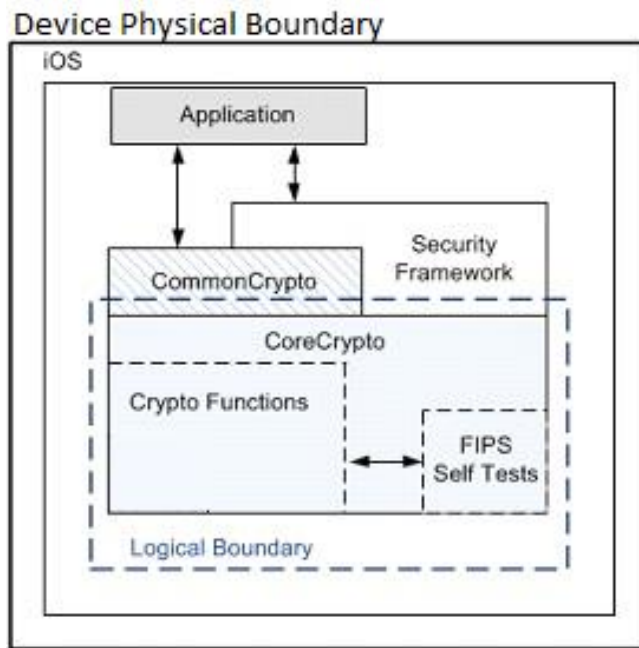 Device Physical Boundary
iOS
Application
Security
Framework
CommonCrypto
CoreCrypto
Crypto Functions
FIPS
Self Tests
Logical Boundary